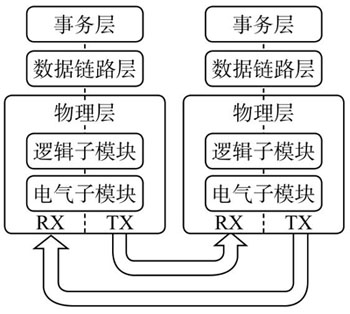 事务层 事务层
数据链路层 数据链路层
物理层 物理层
逻辑子模块 逻辑子模块
电气子模块 电气子模块
RX TX RX TX